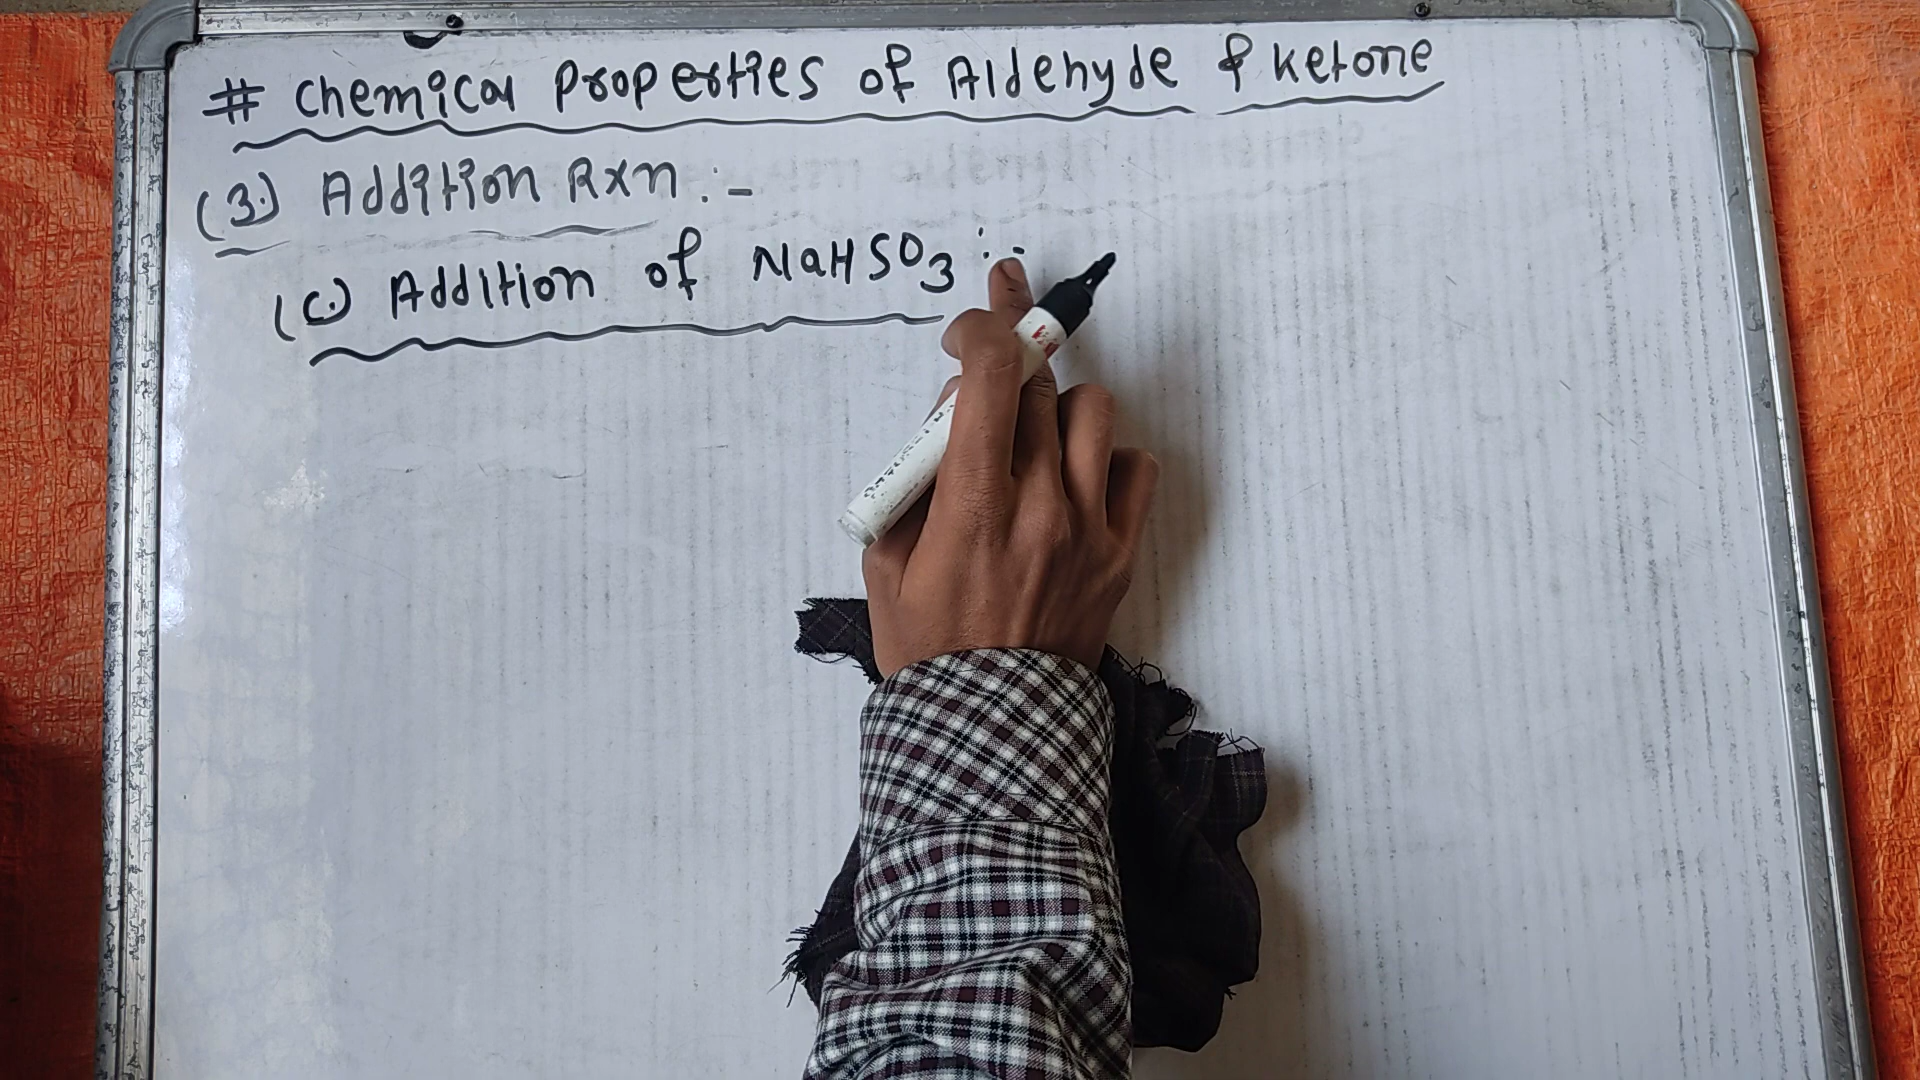 # Chemical Properties of Aldehyde & Ketone
(3.) Addition Rxn :-
(C.) Addition of NaHSO3 :-